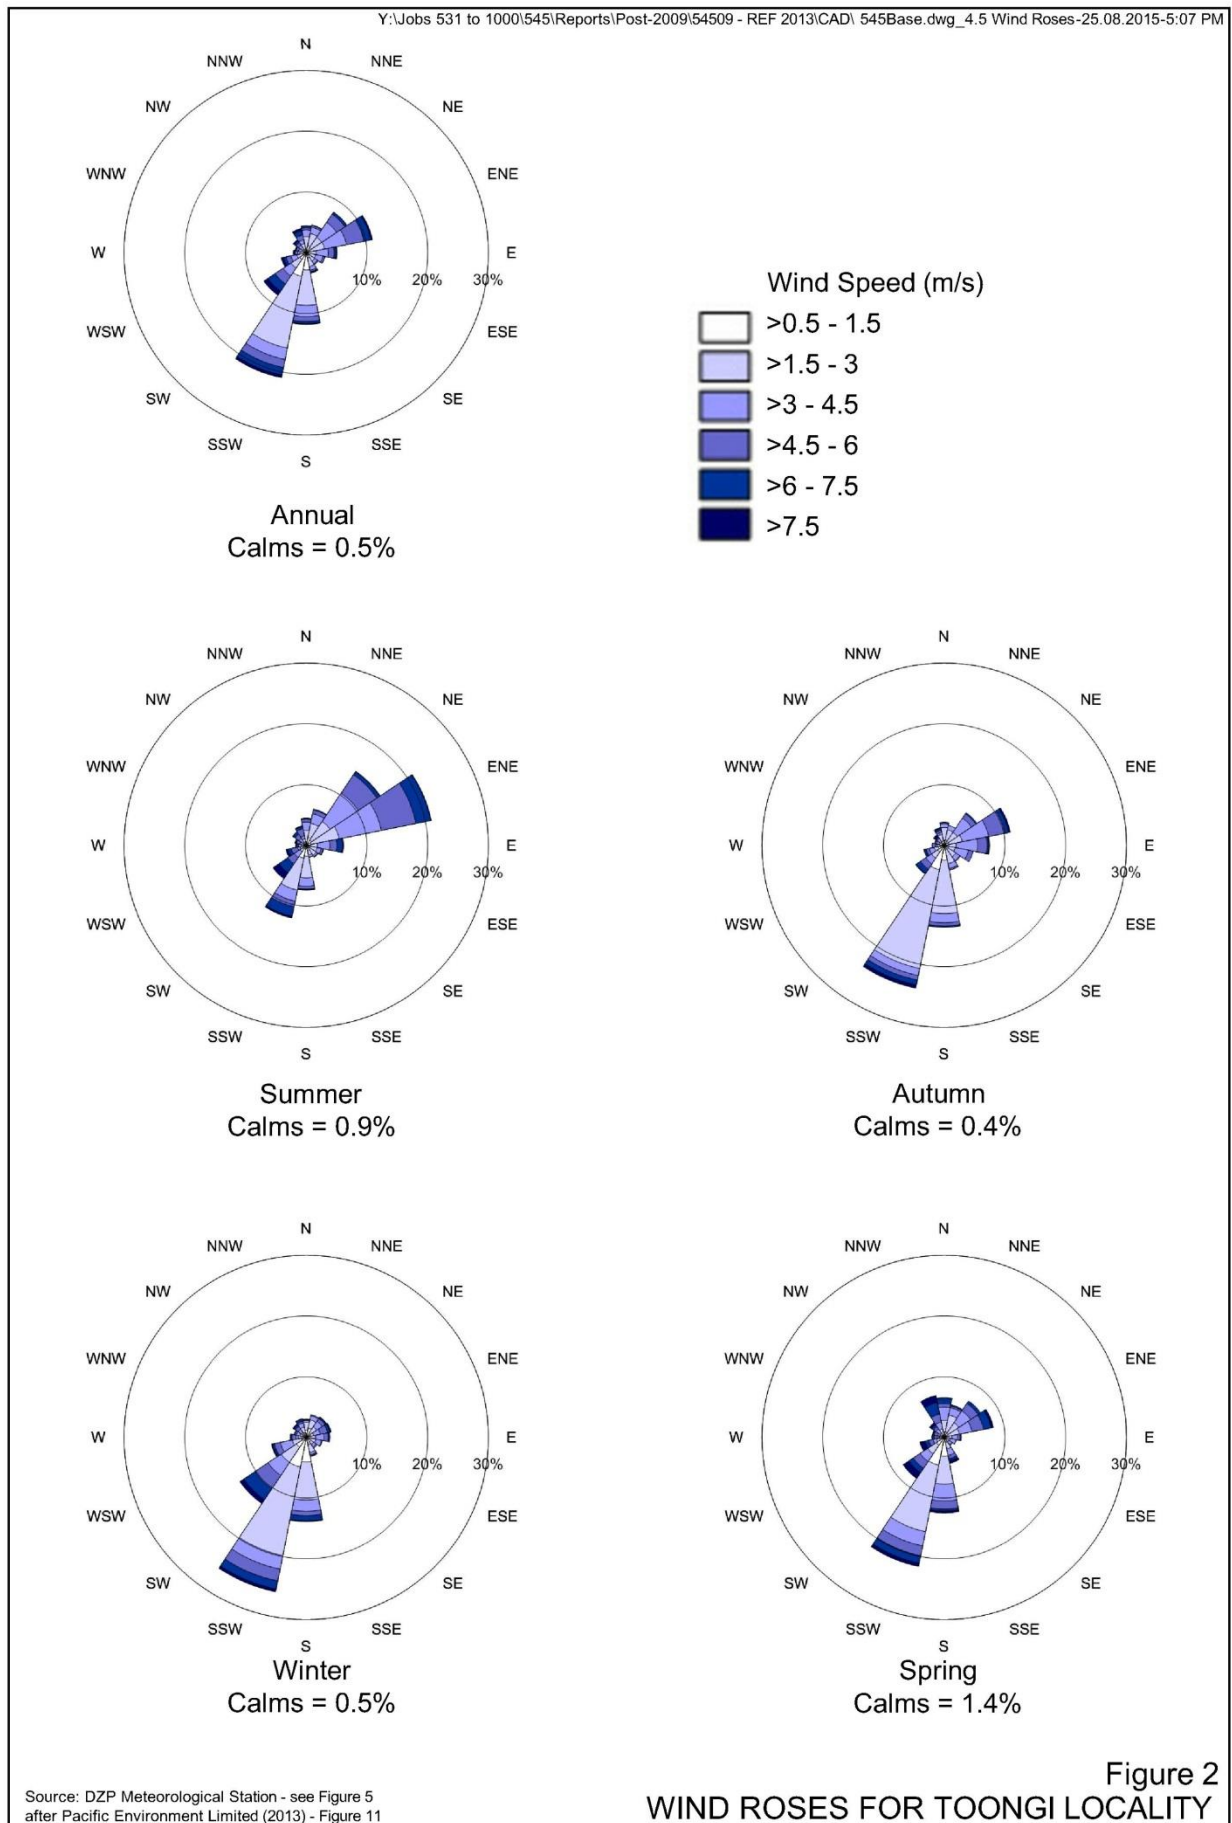 Y:\Jobs 531 to 1000\545\Reports\Post-2009\54509 - REF 2013\CAD\ 545Base.dwg_4.5 Wind Roses-25.08.2015-5:07 PM
N
NNW NNE
NW NE
WNW ENE
W E
10% 20% 30%
WSW ESE
SW SE
SSW SSE
S
Annual
Calms = 0.5%
Wind Speed (m/s)
>0.5 - 1.5
>1.5 - 3
>3 - 4.5
>4.5 - 6
>6 - 7.5
>7.5
N
NNW NNE
NW NE
WNW ENE
W E
10% 20% 30%
WSW ESE
SW SE
SSW SSE
S
Summer
Calms = 0.9%
N
NNW NNE
NW NE
WNW ENE
W E
10% 20% 30%
WSW ESE
SW SE
SSW SSE
S
Autumn
Calms = 0.4%
N
NNW NNE
NW NE
WNW ENE
W E
10% 20% 30%
WSW ESE
SW SE
SSW SSE
S
Winter
Calms = 0.5%
N
NNW NNE
NW NE
WNW ENE
W E
10% 20% 30%
WSW ESE
SW SE
SSW SSE
S
Spring
Calms = 1.4%
Source: DZP Meteorological Station - see Figure 5
after Pacific Environment Limited (2013) - Figure 11
Figure 2
WIND ROSES FOR TOONGI LOCALITY